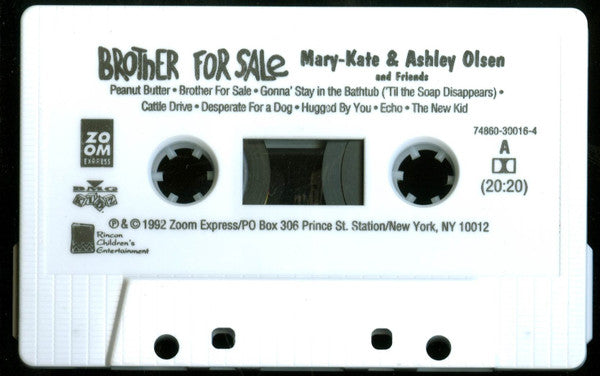 BROTHER FOR SALE Mary-Kate & Ashley Olsen
and Friends
Peanut Butter • Brother For Sale • Gonna' Stay in the Bathtub ('Til the Soap Disappears) •
Cattle Drive • Desperate For a Dog • Hugged By You • Echo • The New Kid
74860-39016-4
ZOOM
EXPRESS
A
(20:20)
BMG
KIDZ
℗ & © 1992 Zoom Express/PO Box 306 Prince St. Station/New York, NY 10012
Rincon
Children's
Entertainment